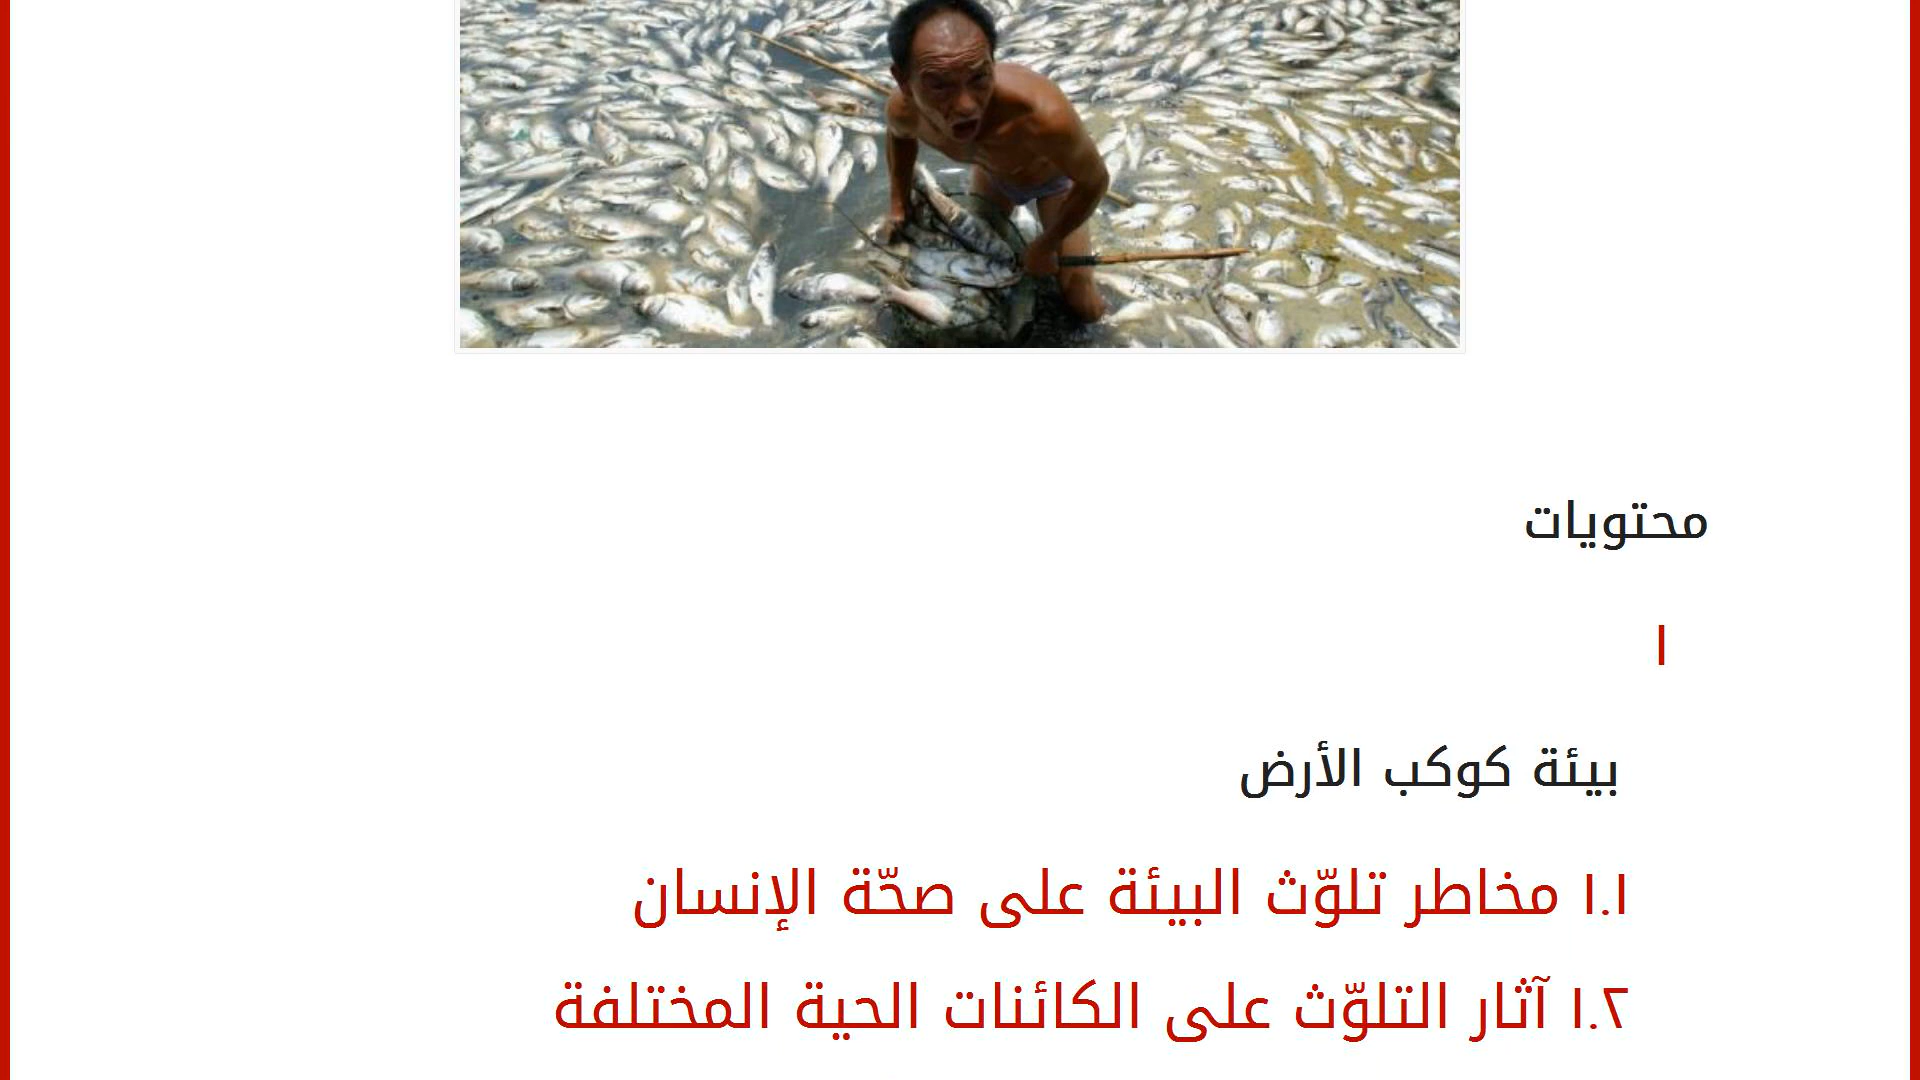 محتويات
١
بيئة كوكب الأرض
١.١ مخاطر تلوّث البيئة على صحّة الإنسان
١.٢ آثار التلوّث على الكائنات الحية المختلفة